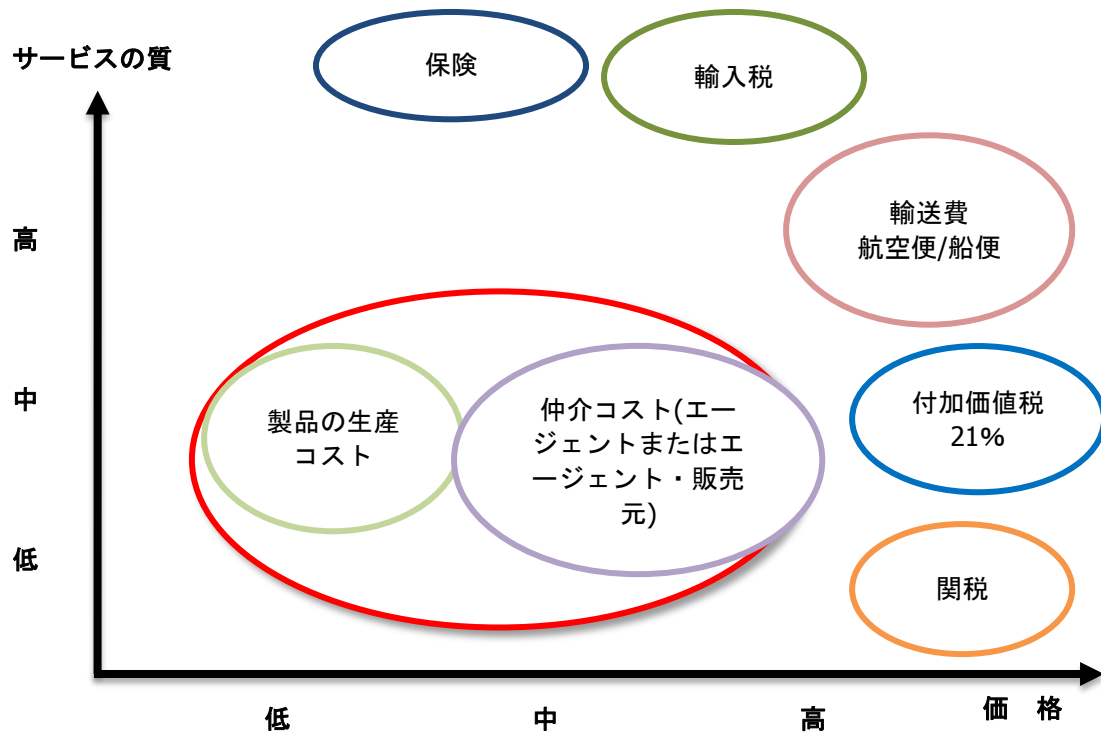 サービスの質
保険
輸入税
輸送費
航空便/船便
高
中
低
製品の生産
コスト
仲介コスト(エー
ジェントまたはエ
ージェント・販売
元)
付加価値税
21%
関税
低
中
高
価 格